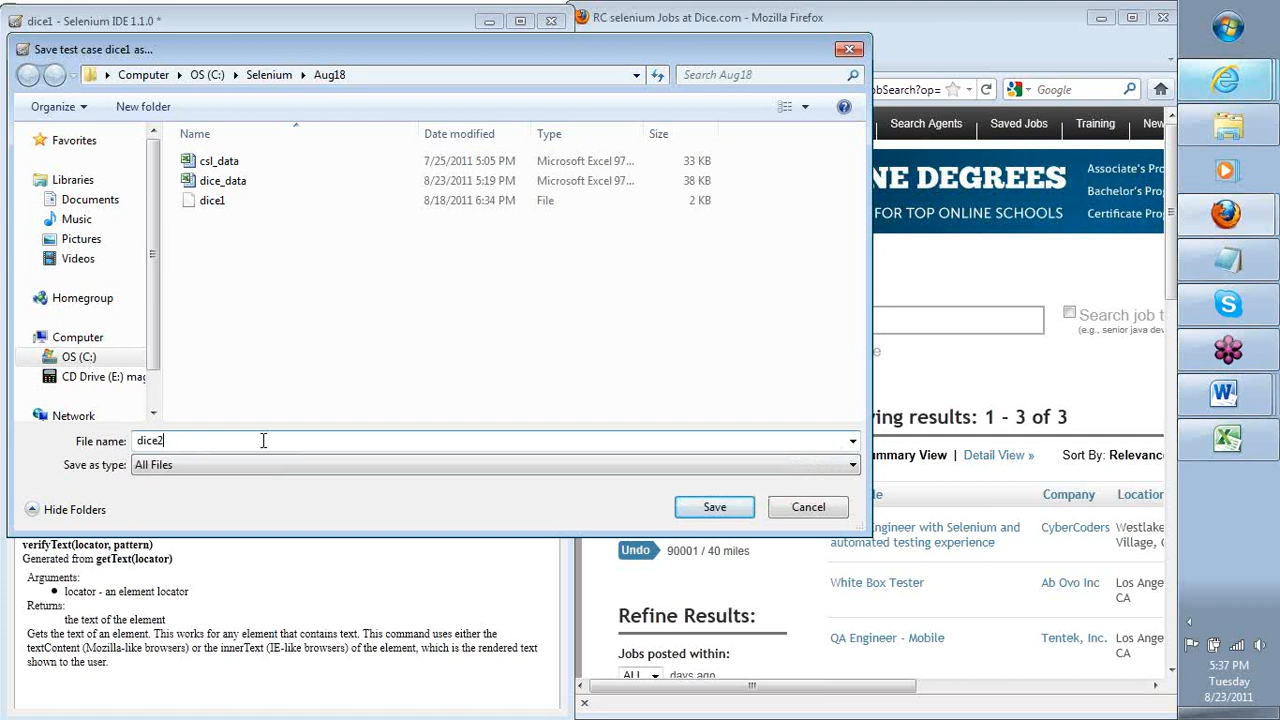 dice1 - Selenium IDE 1.1.0 *
RC selenium Jobs at Dice.com - Mozilla Firefox
Save test case dice1 as...
Computer
OS (C:)
Selenium
Aug18
Search Aug18
obSearch?op=
Google
Organize
New folder
Search Agents
Saved Jobs
Training
New
Favorites
Libraries
Documents
Music
Pictures
Videos
Homegroup
Computer
OS (C:)
CD Drive (E:) mag
Network
Name
Date modified
Type
Size
csl_data
7/25/2011 5:05 PM
Microsoft Excel 97...
33 KB
dice_data
8/23/2011 5:19 PM
Microsoft Excel 97...
38 KB
dice1
8/18/2011 6:34 PM
File
2 KB
NE DEGREES
FOR TOP ONLINE SCHOOLS
Associate's Pro
Bachelor's Prog
Certificate Prog
Search job t
(e.g., senior java dev
File name:
dice2
Save as type:
All Files
Hide Folders
Save
Cancel
ving results: 1 - 3 of 3
mmary View
|
Detail View »
Sort By:
Relevanc
le
Company
Location
Engineer with Selenium and
automated testing experience
CyberCoders
Westlake
Village, C
White Box Tester
Ab Ovo Inc
Los Ange
CA
QA Engineer - Mobile
Tentek, Inc.
Los Ange
CA
Undo
90001 / 40 miles
Refine Results:
Jobs posted within:
ALL
days ago
verifyText(locator, pattern)
Generated from getText(locator)
Arguments:
• locator - an element locator
Returns:
the text of the element
Gets the text of an element. This works for any element that contains text. This command uses either the
textContent (Mozilla-like browsers) or the innerText (IE-like browsers) of the element, which is the rendered text
shown to the user.
5:37 PM
Tuesday
8/23/2011